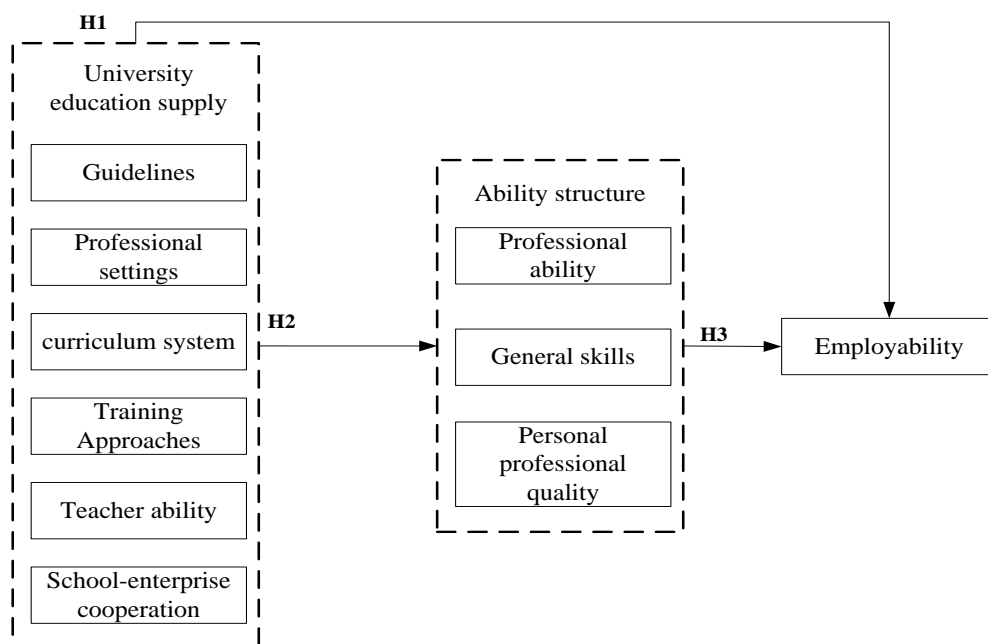 H1
University
education supply
Guidelines
Professional
settings
curriculum system
Training
Approaches
Teacher ability
School-enterprise
cooperation
H2
Ability structure
Professional
ability
General skills
Personal
professional
quality
H3
Employability